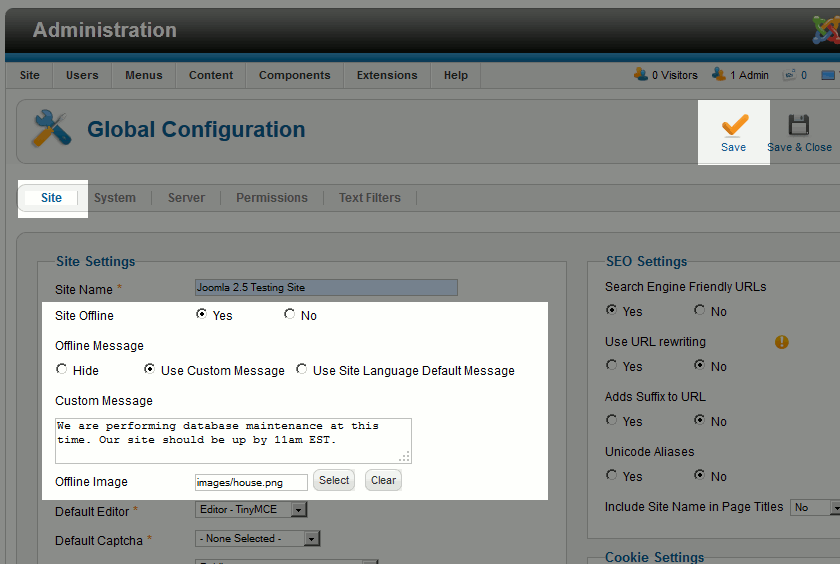 Administration
Site Users Menus Content Components Extensions Help 0 Visitors 1 Admin 0
Global Configuration
Save Save & Close
Site System Server Permissions Text Filters
Site Settings
Site Name * Joomla 2.5 Testing Site
Site Offline Yes No
Offline Message
Hide Use Custom Message Use Site Language Default Message
Custom Message
We are performing database maintenance at this
time. Our site should be up by 11am EST.
Offline Image images/house.png Select Clear
Default Editor * Editor - TinyMCE
Default Captcha * - None Selected -
SEO Settings
Search Engine Friendly URLs
Yes No
Use URL rewriting
Yes No
Adds Suffix to URL
Yes No
Unicode Aliases
Yes No
Include Site Name in Page Titles No
Cookie Settings